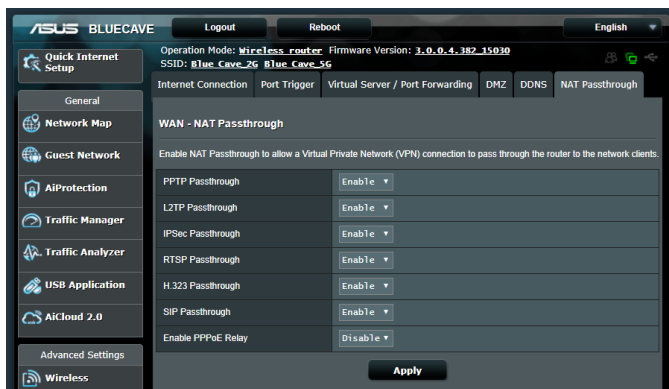 ASUS BLUECAVE Logout Reboot English
Operation Mode: Wireless router Firmware Version: 3.0.0.4.382_15030
SSID: Blue Cave_2G Blue Cave_5G
Quick Internet
Setup
General
Network Map
Guest Network
AiProtection
Traffic Manager
Traffic Analyzer
USB Application
AiCloud 2.0
Advanced Settings
Wireless
Internet Connection Port Trigger Virtual Server / Port Forwarding DMZ DDNS NAT Passthrough
WAN - NAT Passthrough
Enable NAT Passthrough to allow a Virtual Private Network (VPN) connection to pass through the router to the network clients.
PPTP Passthrough Enable
L2TP Passthrough Enable
IPSec Passthrough Enable
RTSP Passthrough Enable
H.323 Passthrough Enable
SIP Passthrough Enable
Enable PPPoE Relay Disable
Apply